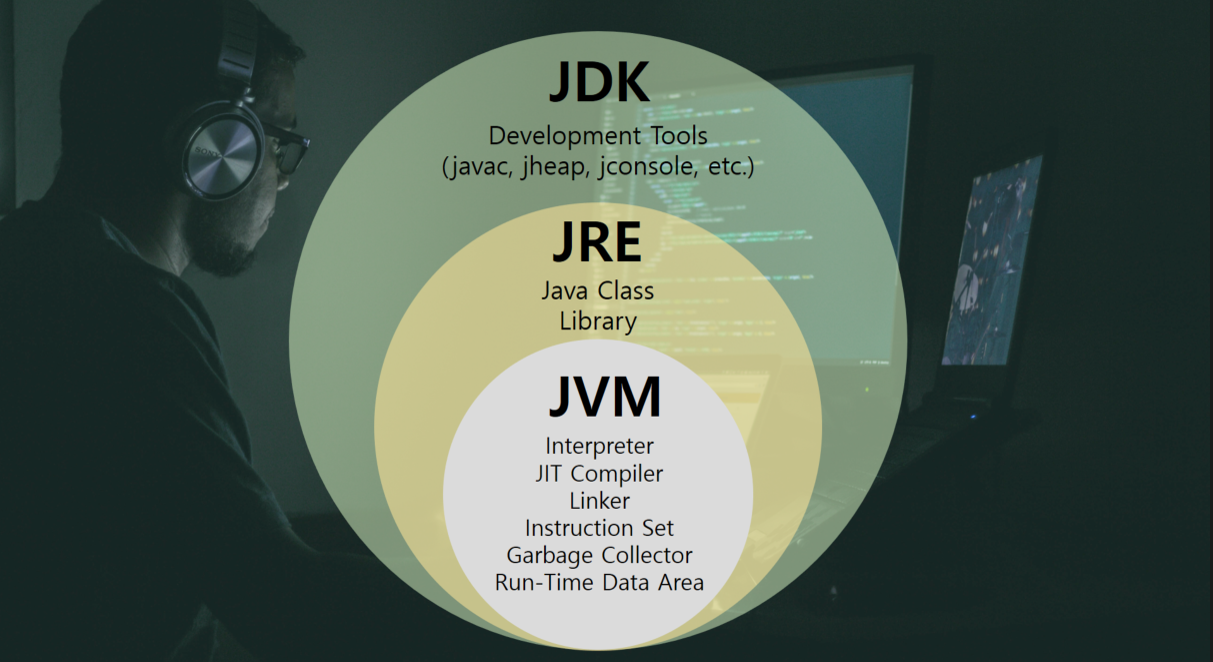 JDK
Development Tools
(javac, jheap, jconsole, etc.)
JRE
Java Class
Library
JVM
Interpreter
JIT Compiler
Linker
Instruction Set
Garbage Collector
Run-Time Data Area
SONY